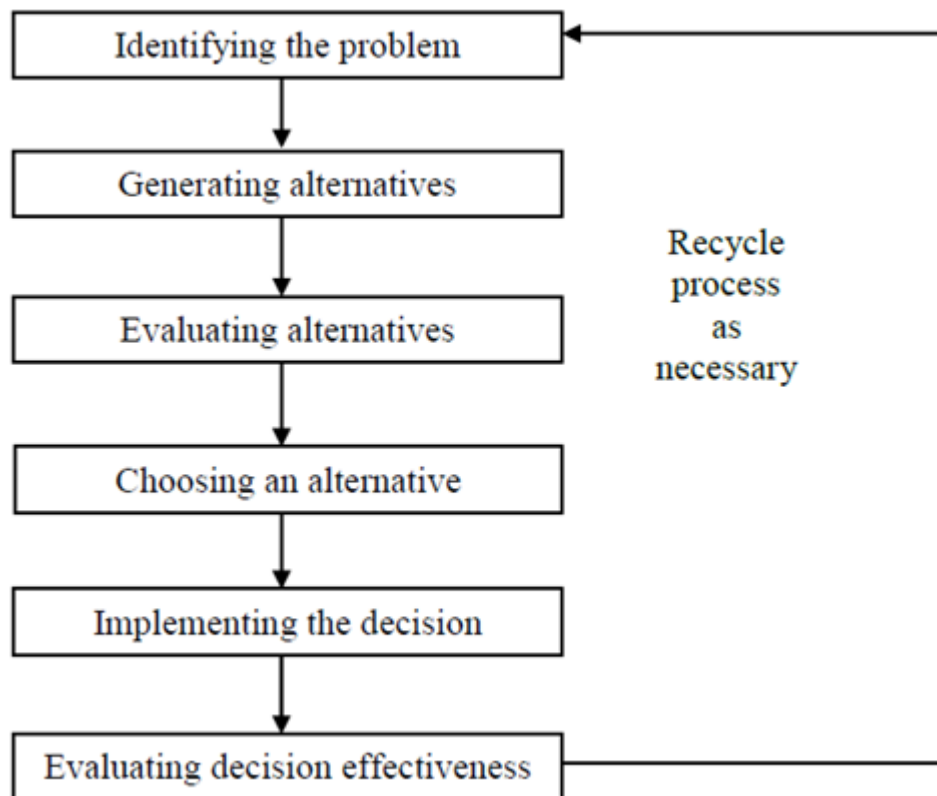 Identifying the problem
Generating alternatives
Recycle
process
as
necessary
Evaluating alternatives
Choosing an alternative
Implementing the decision
Evaluating decision effectiveness